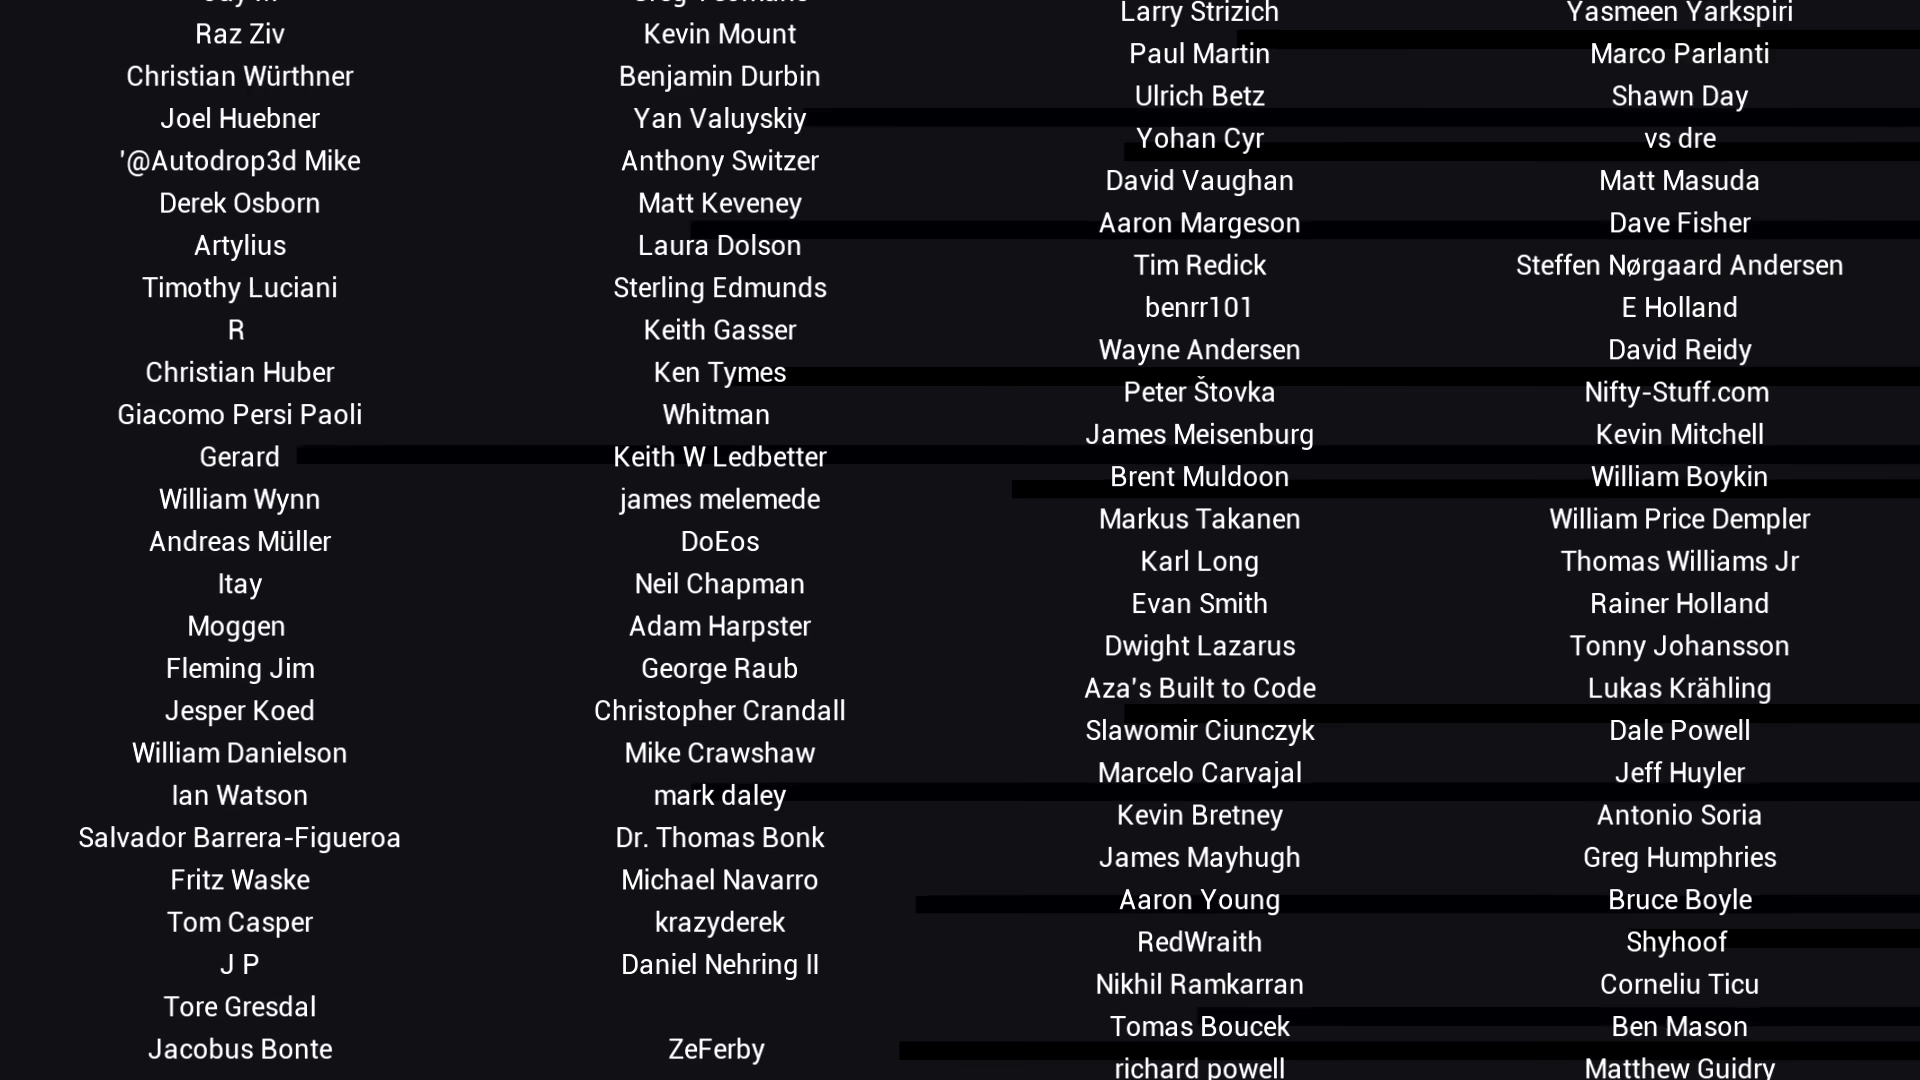 Raz Ziv
Christian Würthner
Joel Huebner
'@Autodrop3d Mike
Derek Osborn
Artylius
Timothy Luciani
R
Christian Huber
Giacomo Persi Paoli
Gerard
William Wynn
Andreas Müller
Itay
Moggen
Fleming Jim
Jesper Koed
William Danielson
Ian Watson
Salvador Barrera-Figueroa
Fritz Waske
Tom Casper
J P
Tore Gresdal
Jacobus Bonte
Kevin Mount
Benjamin Durbin
Yan Valuyskiy
Anthony Switzer
Matt Keveney
Laura Dolson
Sterling Edmunds
Keith Gasser
Ken Tymes
Whitman
Keith W Ledbetter
james melemede
DoEos
Neil Chapman
Adam Harpster
George Raub
Christopher Crandall
Mike Crawshaw
mark daley
Dr. Thomas Bonk
Michael Navarro
krazyderek
Daniel Nehring II
ZeFerby
Larry Strizich
Paul Martin
Ulrich Betz
Yohan Cyr
David Vaughan
Aaron Margeson
Tim Redick
benrr101
Wayne Andersen
Peter Štovka
James Meisenburg
Brent Muldoon
Markus Takanen
Karl Long
Evan Smith
Dwight Lazarus
Aza's Built to Code
Slawomir Ciunczyk
Marcelo Carvajal
Kevin Bretney
James Mayhugh
Aaron Young
RedWraith
Nikhil Ramkarran
Tomas Boucek
richard powell
Yasmeen Yarkspiri
Marco Parlanti
Shawn Day
vs dre
Matt Masuda
Dave Fisher
Steffen Nørgaard Andersen
E Holland
David Reidy
Nifty-Stuff.com
Kevin Mitchell
William Boykin
William Price Dempler
Thomas Williams Jr
Rainer Holland
Tonny Johansson
Lukas Krähling
Dale Powell
Jeff Huyler
Antonio Soria
Greg Humphries
Bruce Boyle
Shyhoof
Corneliu Ticu
Ben Mason
Matthew Guidry